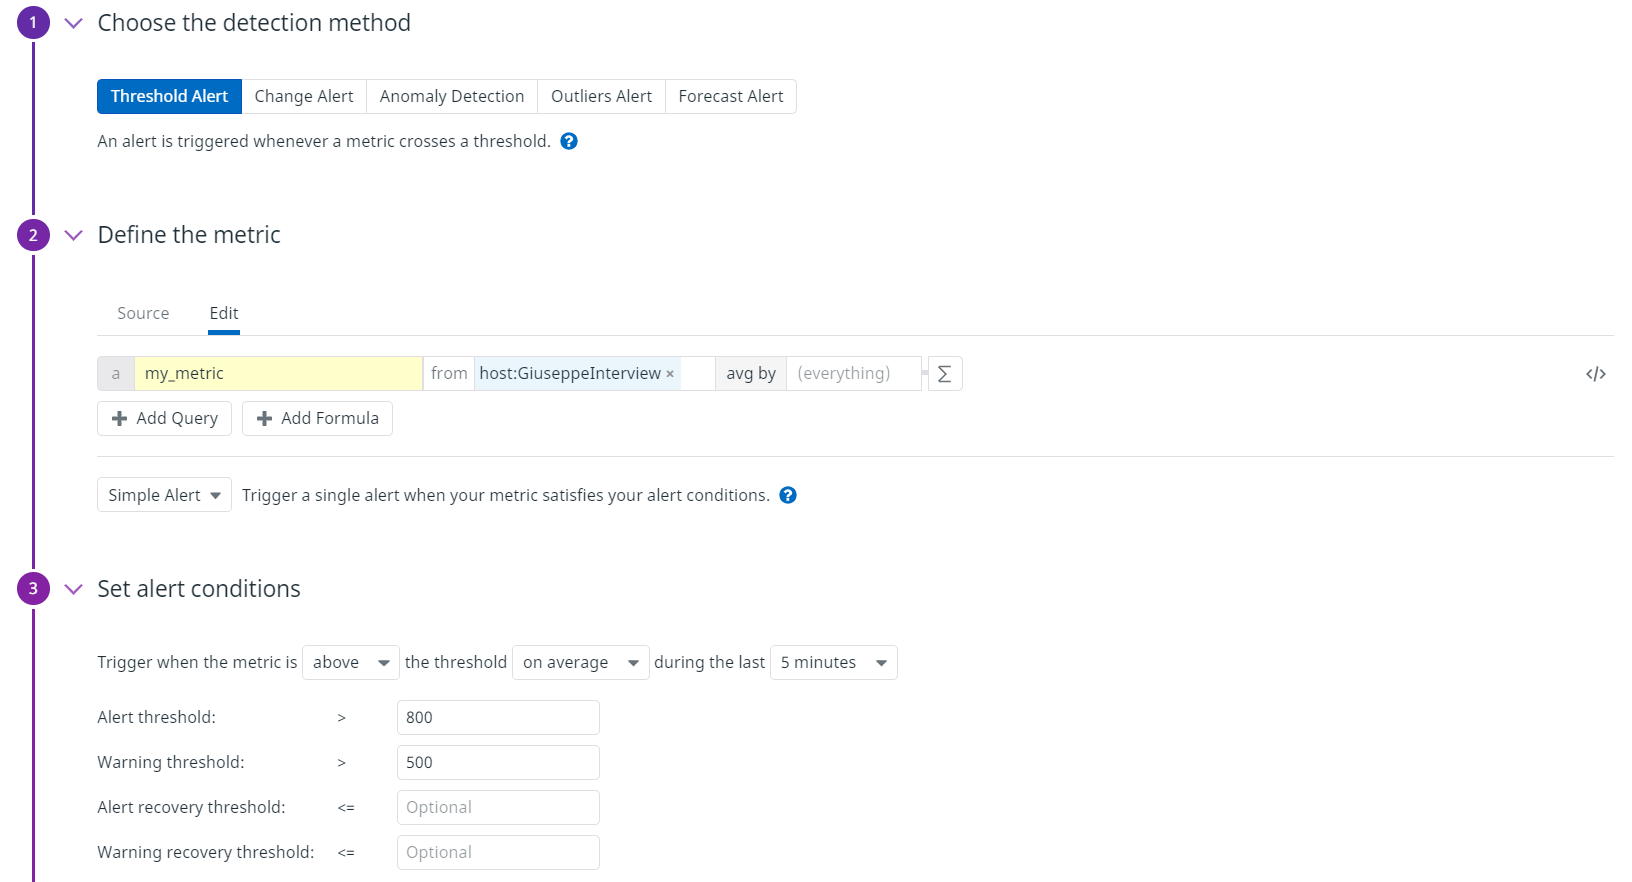 1 Choose the detection method
Threshold Alert Change Alert Anomaly Detection Outliers Alert Forecast Alert
An alert is triggered whenever a metric crosses a threshold. ?
2 Define the metric
Source Edit
a my_metric from host:GiuseppeInterview × avg by (everything) Σ </>
+ Add Query + Add Formula
Simple Alert Trigger a single alert when your metric satisfies your alert conditions. ?
3 Set alert conditions
Trigger when the metric is above the threshold on average during the last 5 minutes
Alert threshold: > 800
Warning threshold: > 500
Alert recovery threshold: <= Optional
Warning recovery threshold: <= Optional